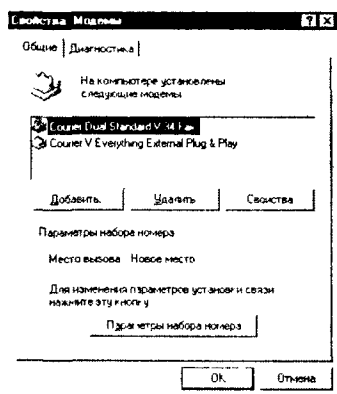 Свойства Модемы
Общие Диагностика
На компьютере установлены
следующие модемы
Courier Dual Standard V 34 Fax
Courier V Everything External Plug & Play
Добавить. Удалить Свойства
Параметры набора номера
Место вызова Новое место
Для изменения параметров установки связи
нажмите эту кнопку
Параметры набора номера
OK Отмена